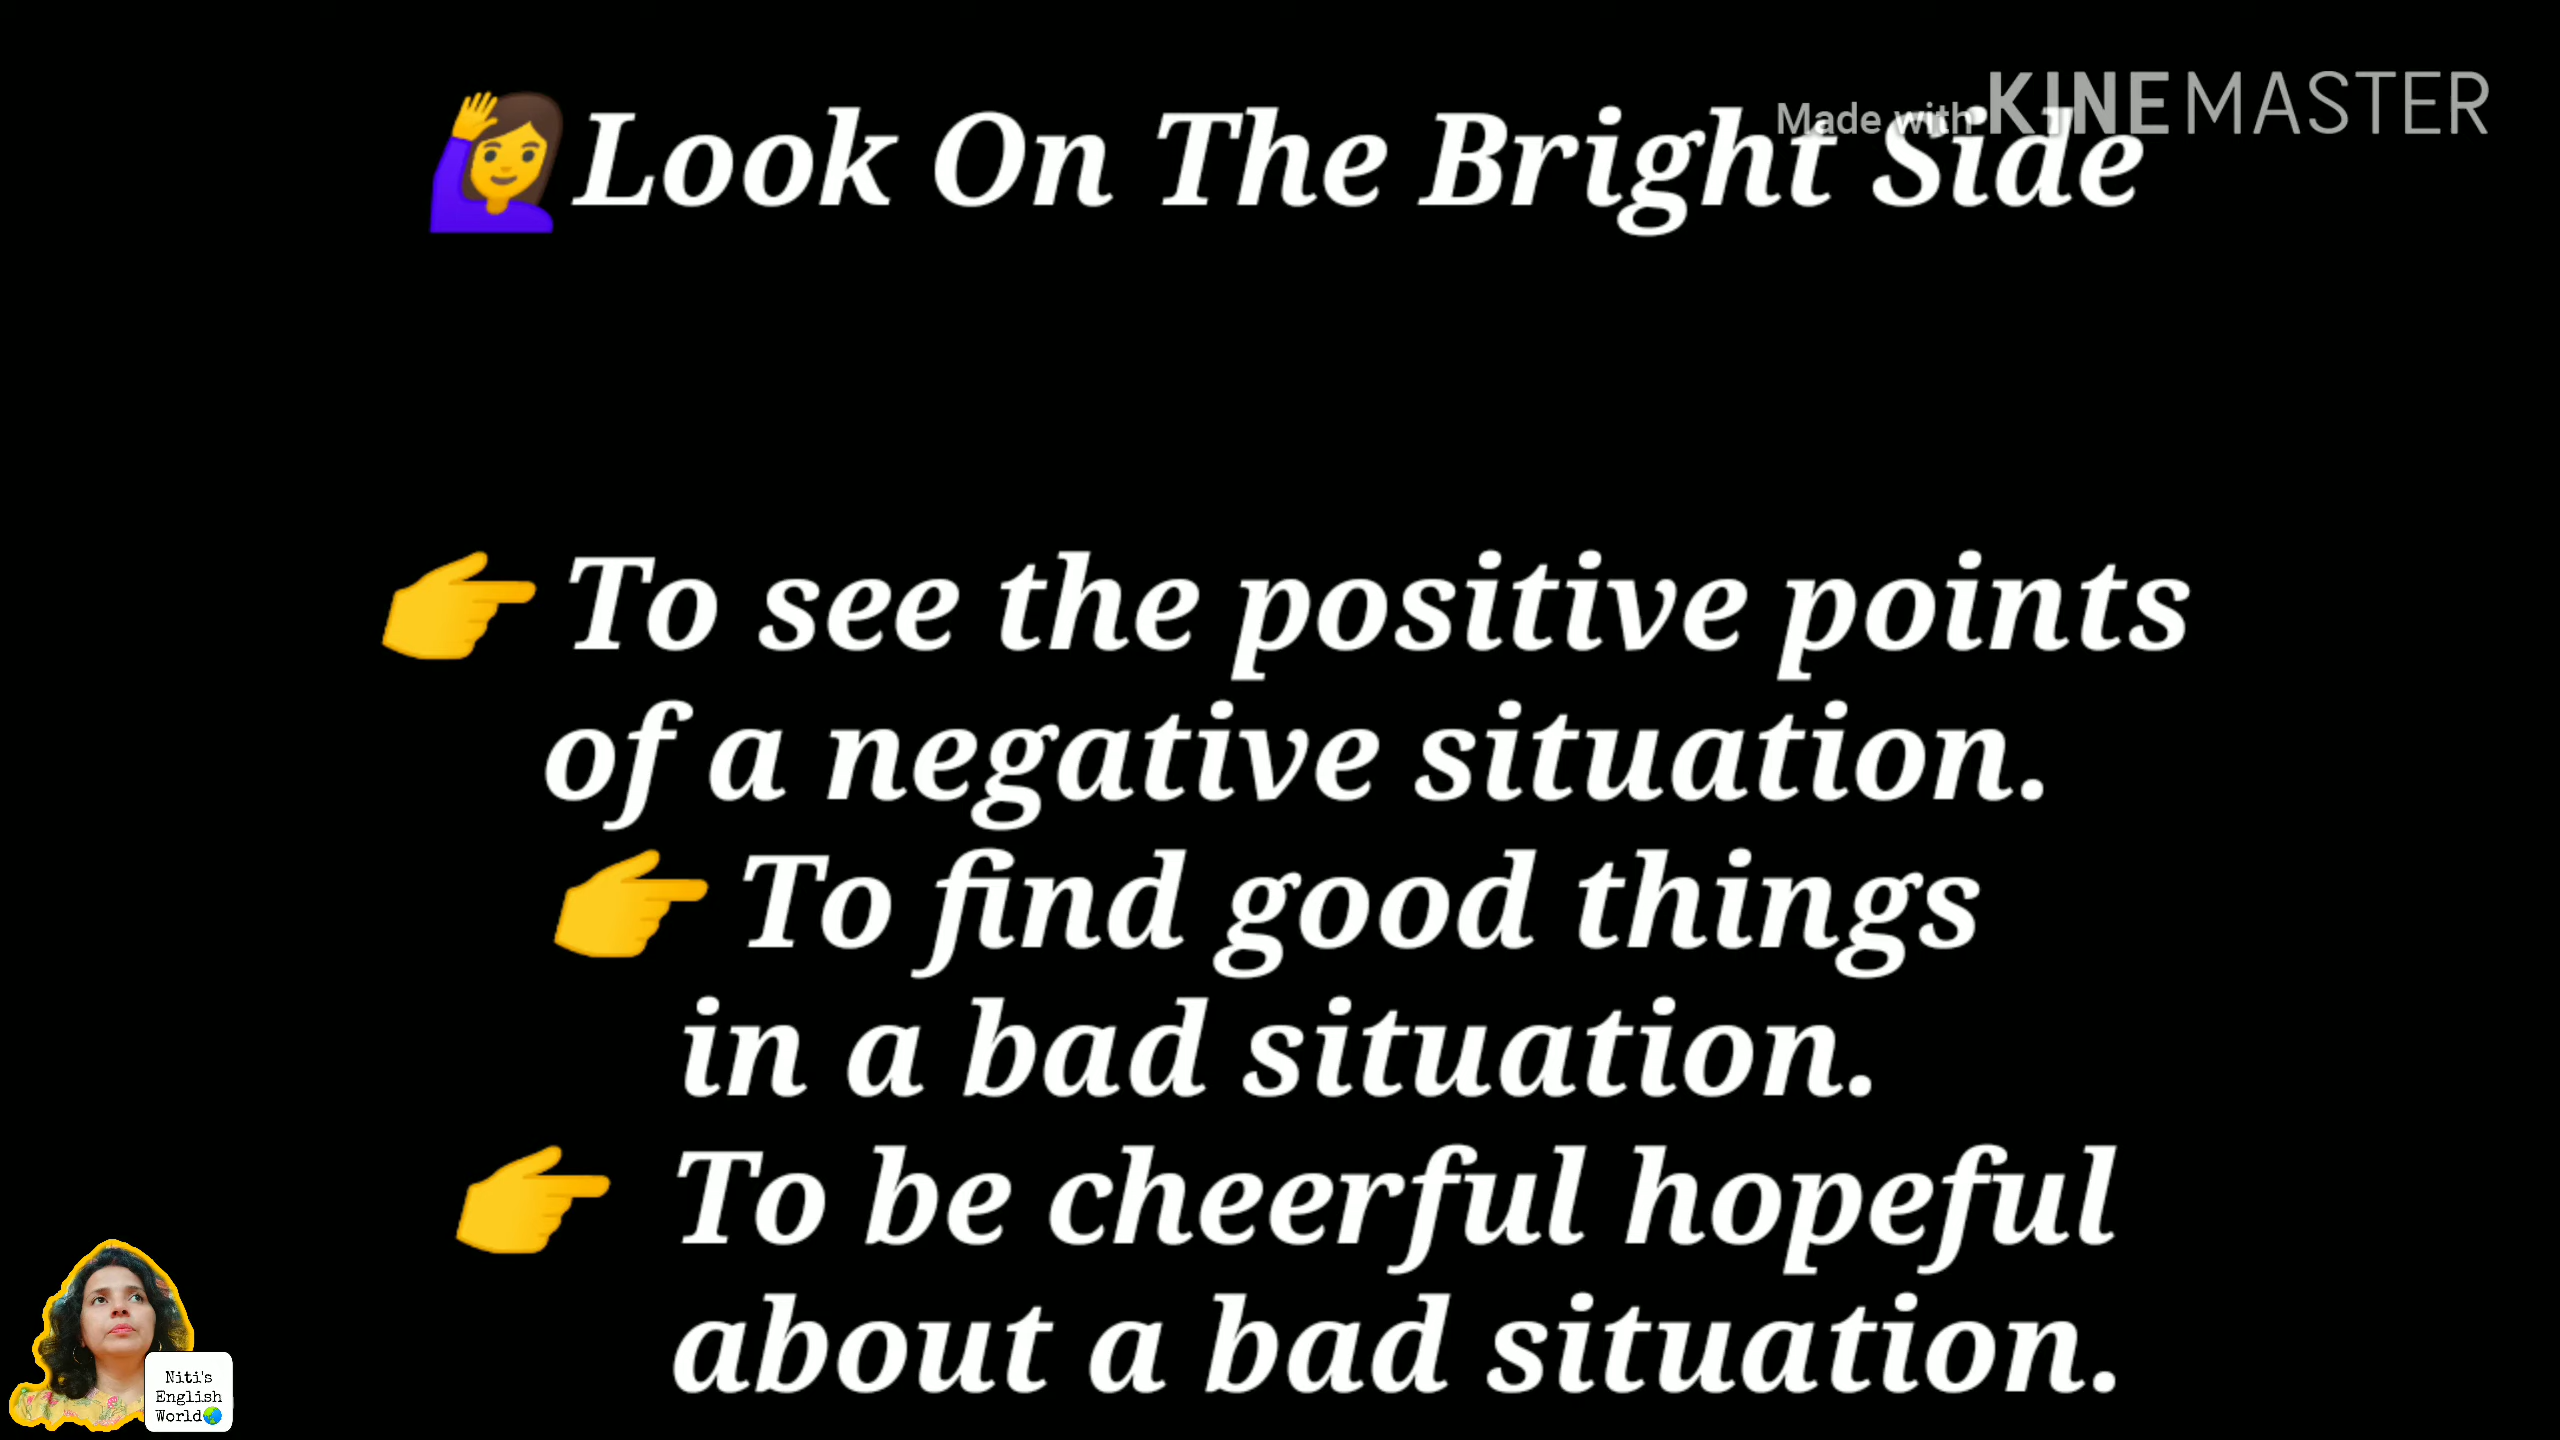 Made with KINEMASTER
🙋‍♀️Look On The Bright Side
👉 To see the positive points
of a negative situation.
👉 To find good things
in a bad situation.
👉 To be cheerful hopeful
about a bad situation.
Niti's
English
World🌏